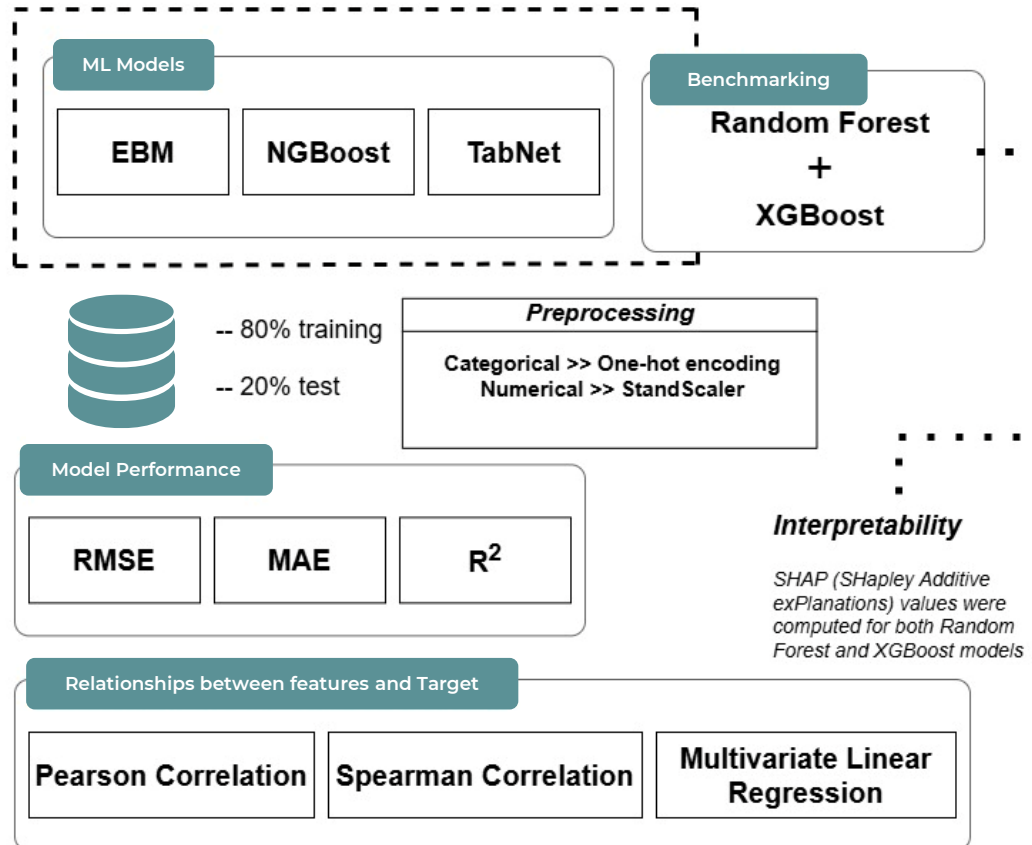 ML Models
EBM
NGBoost
TabNet
Benchmarking
Random Forest
+
XGBoost
-- 80% training
-- 20% test
Preprocessing
Categorical >> One-hot encoding
Numerical >> StandScaler
Model Performance
RMSE
MAE
R²
Interpretability
SHAP (SHapley Additive
exPlanations) values were
computed for both Random
Forest and XGBoost models
Relationships between features and Target
Pearson Correlation
Spearman Correlation
Multivariate Linear
Regression